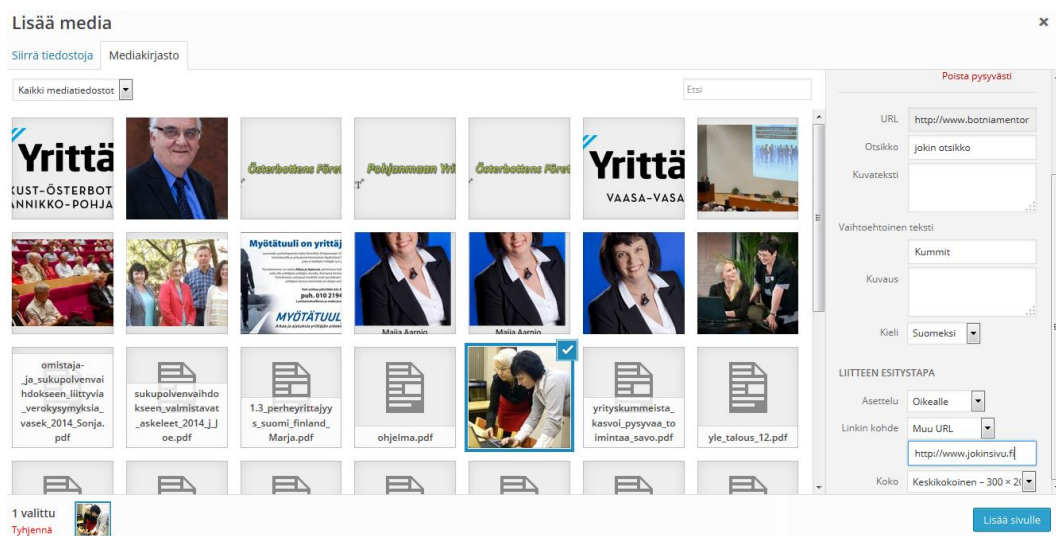 Lisää media
Siirrä tiedostoja
Mediakirjasto
Kaikki mediatiedostot
Etsi
Yrittä
KUST-ÖSTERBOT
ANNIKKO-POHJA
Österbottens Föret
Pohjanmaan Yri
Österbottens Föret
Yrittä
VAASA-VASA
Myötätuuli on yrittäj
puh. 010 2194
MYÖTÄTUUL
Maija Aarnio
Maija Aarnio
omistaja-
_ja_sukupolvenvai
hdokseen_liittyvia
_verokysymyksia_
vasek_2014_Sonja.
pdf
sukupolvenvaihdo
kseen_valmistavat
_askeleet_2014_j_J
oe.pdf
1.3_perheyrittajyy
s_suomi_finland_
Marja.pdf
ohjelma.pdf
yrityskummeista_
kasvoi_pysyvaa_to
imintaa_savo.pdf
yle_talous_12.pdf
1 valittu
Tyhjennä
Poista pysyvästi
URL http://www.botniamentor
Otsikko jokin otsikko
Kuvateksti
Vaihtoehtoinen teksti
Kummit
Kuvaus
Kieli Suomeksi
LIITTEEN ESITYSTAPA
Asettelu Oikealle
Linkin kohde Muu URL
http://www.jokinsivu.fi
Koko Keskikokoinen – 300 × 20
Lisää sivulle